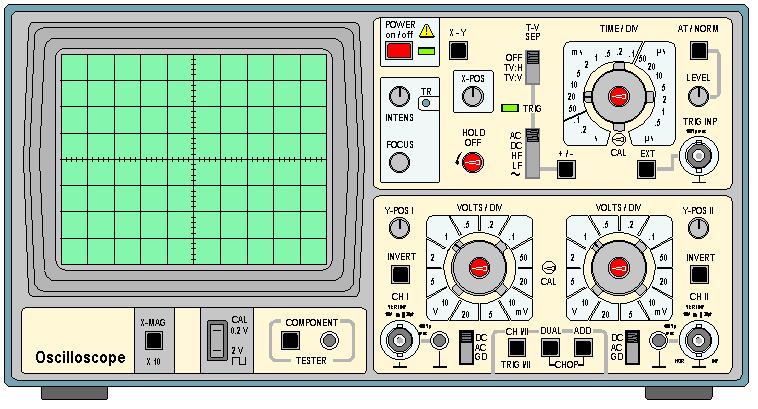 POWER
on / off
X - Y
T - V
SEP
OFF
TV:H
TV:V
TIME / DIV
AT / NORM
X-POS
TR
INTENS
TRIG
LEVEL
FOCUS
HOLD
OFF
AC
DC
HF
LF
~
+ / -
EXT
CAL
TRIG INP
.5 .2 .1 50 20 10 5 2 1 .5
1 2 5 10 20 50 .1 .2
µs
µs
Y-POS I
VOLTS / DIV
VOLTS / DIV
Y-POS II
.5 .2 .1 50 20 10 5
1 2 5 10 20
V
mV
.5 .2 .1 50 20 10 5
1 2 5 10 20
V
mV
INVERT
CAL
INVERT
CH I
CH II
DC
AC
GD
CH I/II
DUAL
ADD
TRIG I/II
CHOP
DC
AC
GD
HOR
INP
X-MAG
X 10
CAL
0.2 V
2 V
COMPONENT
TESTER
Oscilloscope